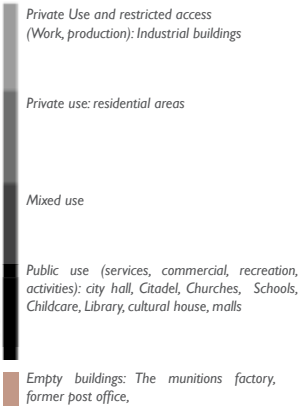 Private Use and restricted access
(Work, production): Industrial buildings
Private use: residential areas
Mixed use
Public use (services, commercial, recreation,
activities): city hall, Citadel, Churches, Schools,
Childcare, Library, cultural house, malls
Empty buildings: The munitions factory,
former post office,